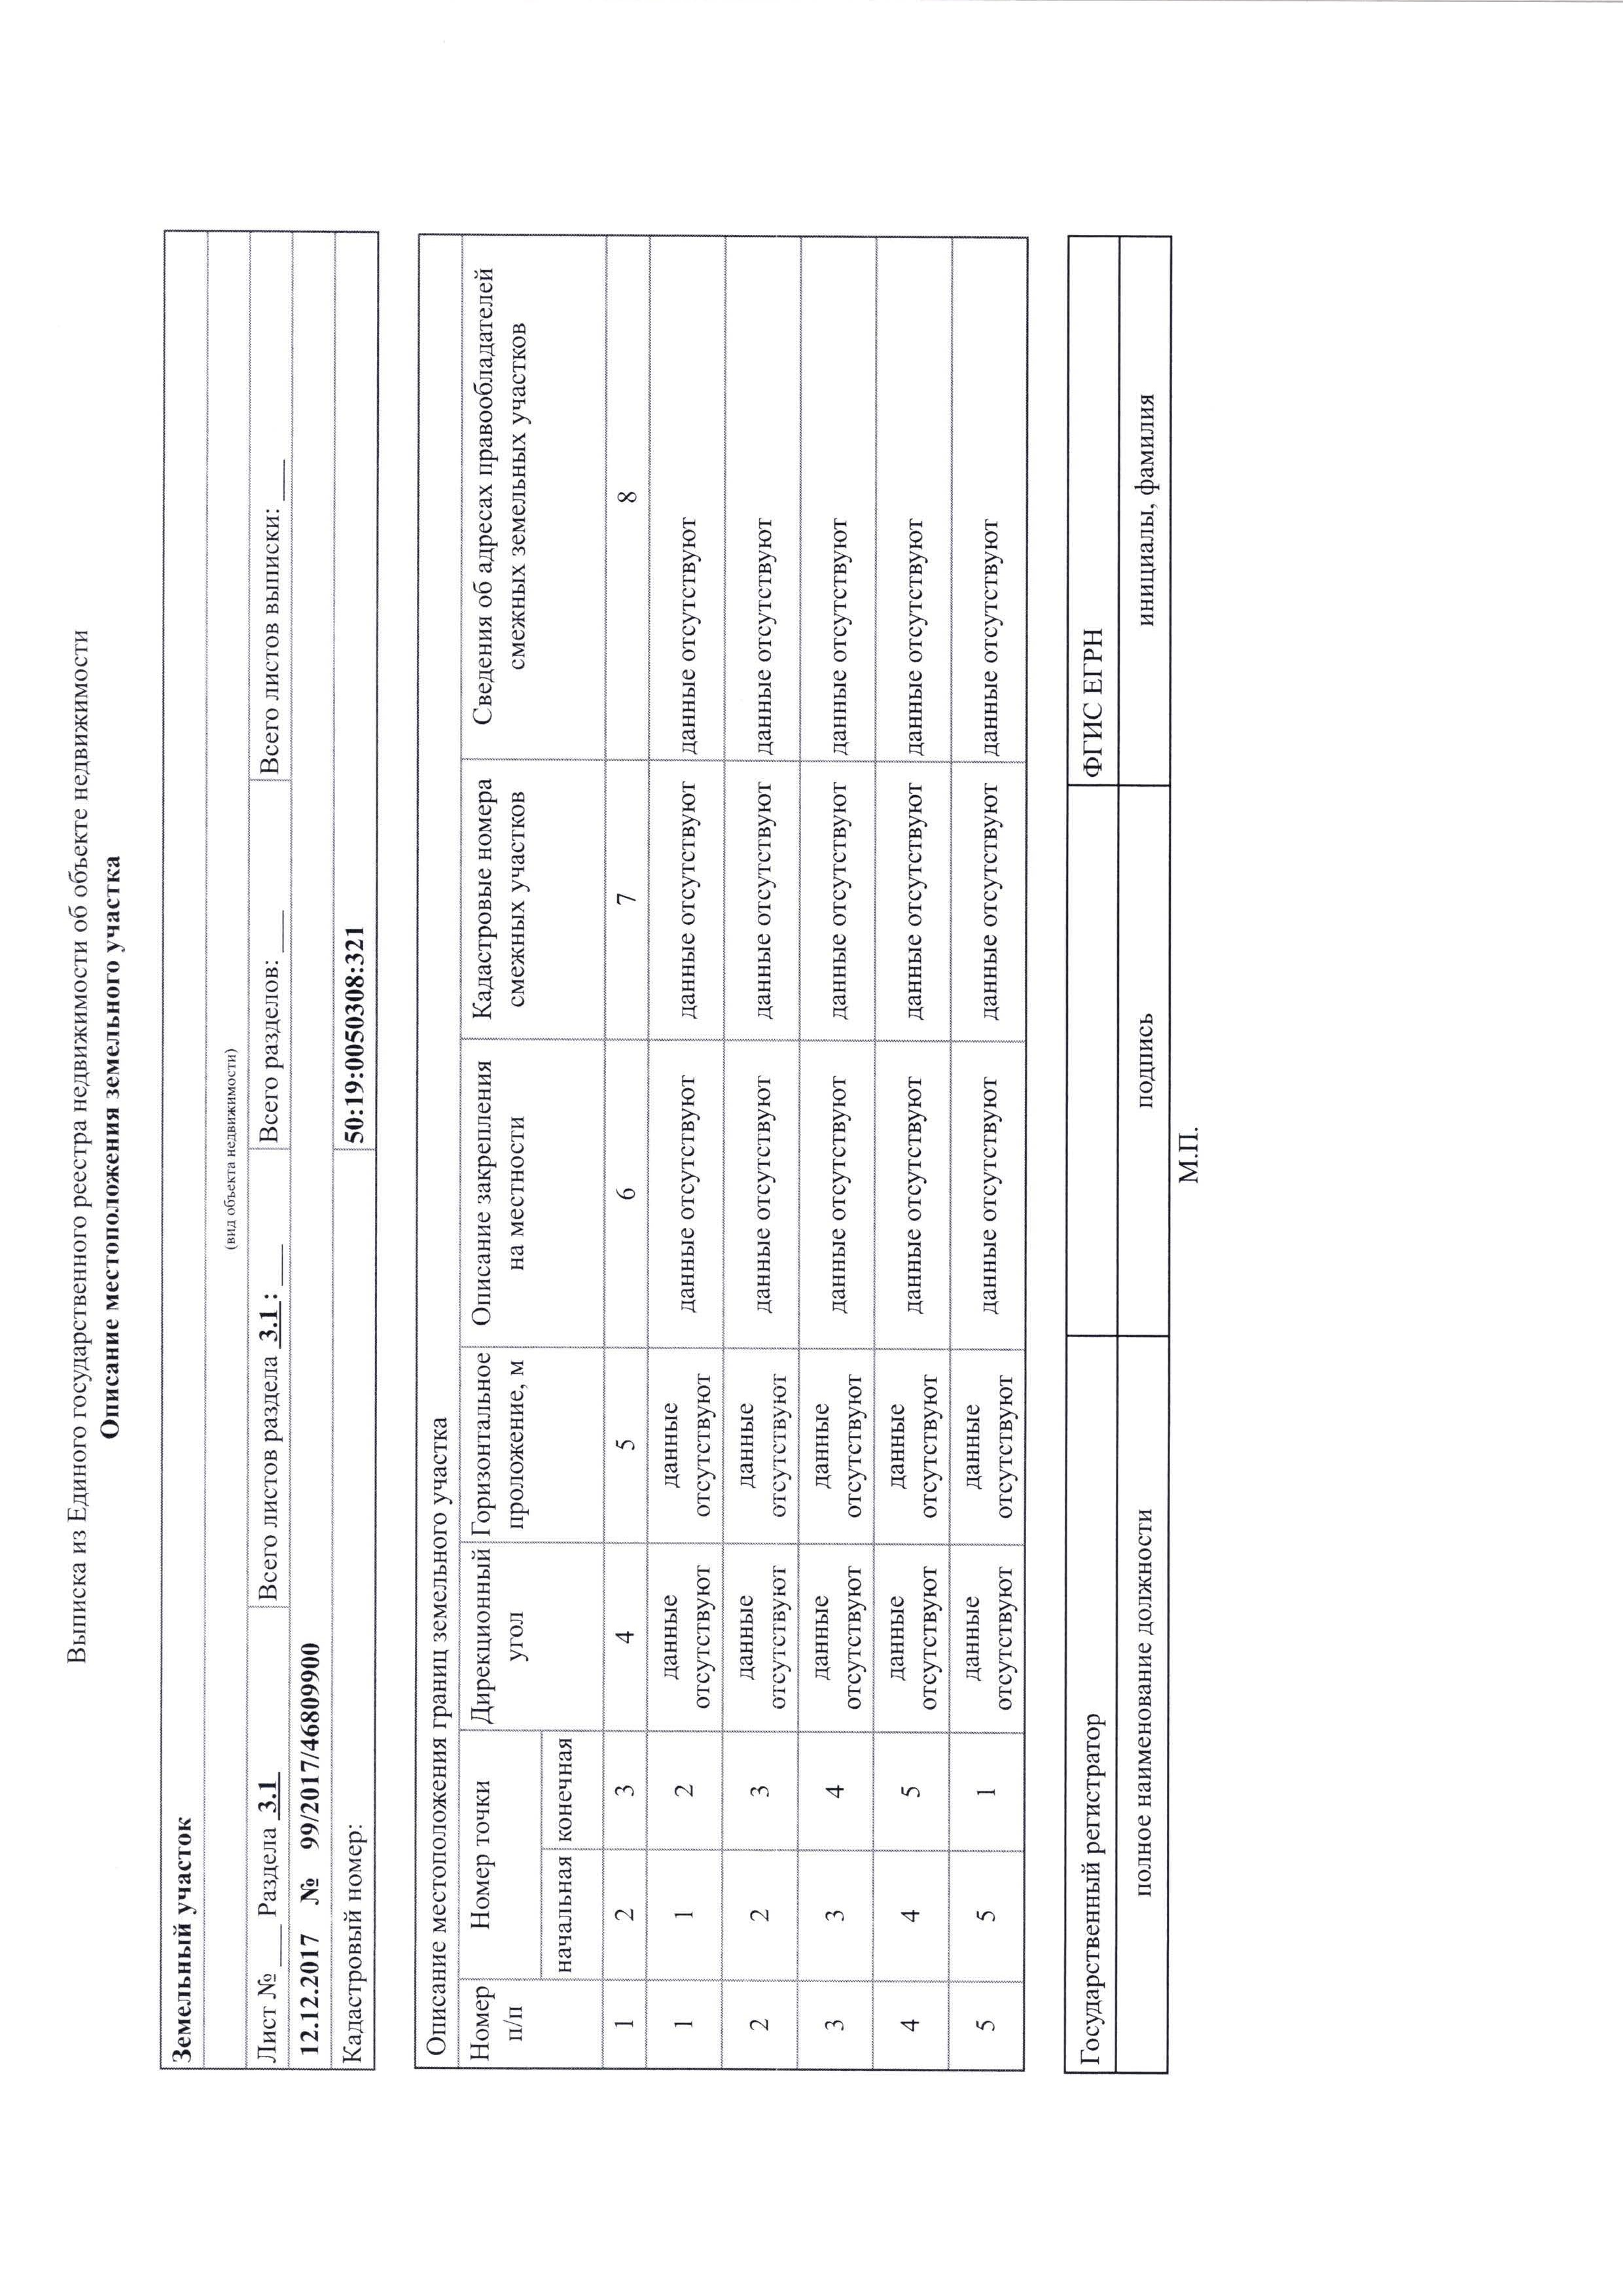 Выписка из Единого государственного реестра недвижимости об объекте недвижимости
Описание местоположения земельного участка
Земельный участок
(вид объекта недвижимости)
Лист № ___ Раздела 3.1 Всего листов раздела 3.1 : ___ Всего разделов: ___ Всего листов выписки: ___
12.12.2017 № 99/2017/46809900
Кадастровый номер: 50:19:0050308:321
Описание местоположения границ земельного участка
Номер п/п Номер точки Дирекционный угол Горизонтальное проложение, м Описание закрепления на местности Кадастровые номера смежных участков Сведения об адресах правообладателей смежных земельных участков
начальная конечная
1 2 3 4 5 6 7 8
1 1 2 данные отсутствуют данные отсутствуют данные отсутствуют данные отсутствуют данные отсутствуют
2 2 3 данные отсутствуют данные отсутствуют данные отсутствуют данные отсутствуют данные отсутствуют
3 3 4 данные отсутствуют данные отсутствуют данные отсутствуют данные отсутствуют данные отсутствуют
4 4 5 данные отсутствуют данные отсутствуют данные отсутствуют данные отсутствуют данные отсутствуют
5 5 1 данные отсутствуют данные отсутствуют данные отсутствуют данные отсутствуют данные отсутствуют
Государственный регистратор ФГИС ЕГРН
полное наименование должности подпись инициалы, фамилия
М.П.